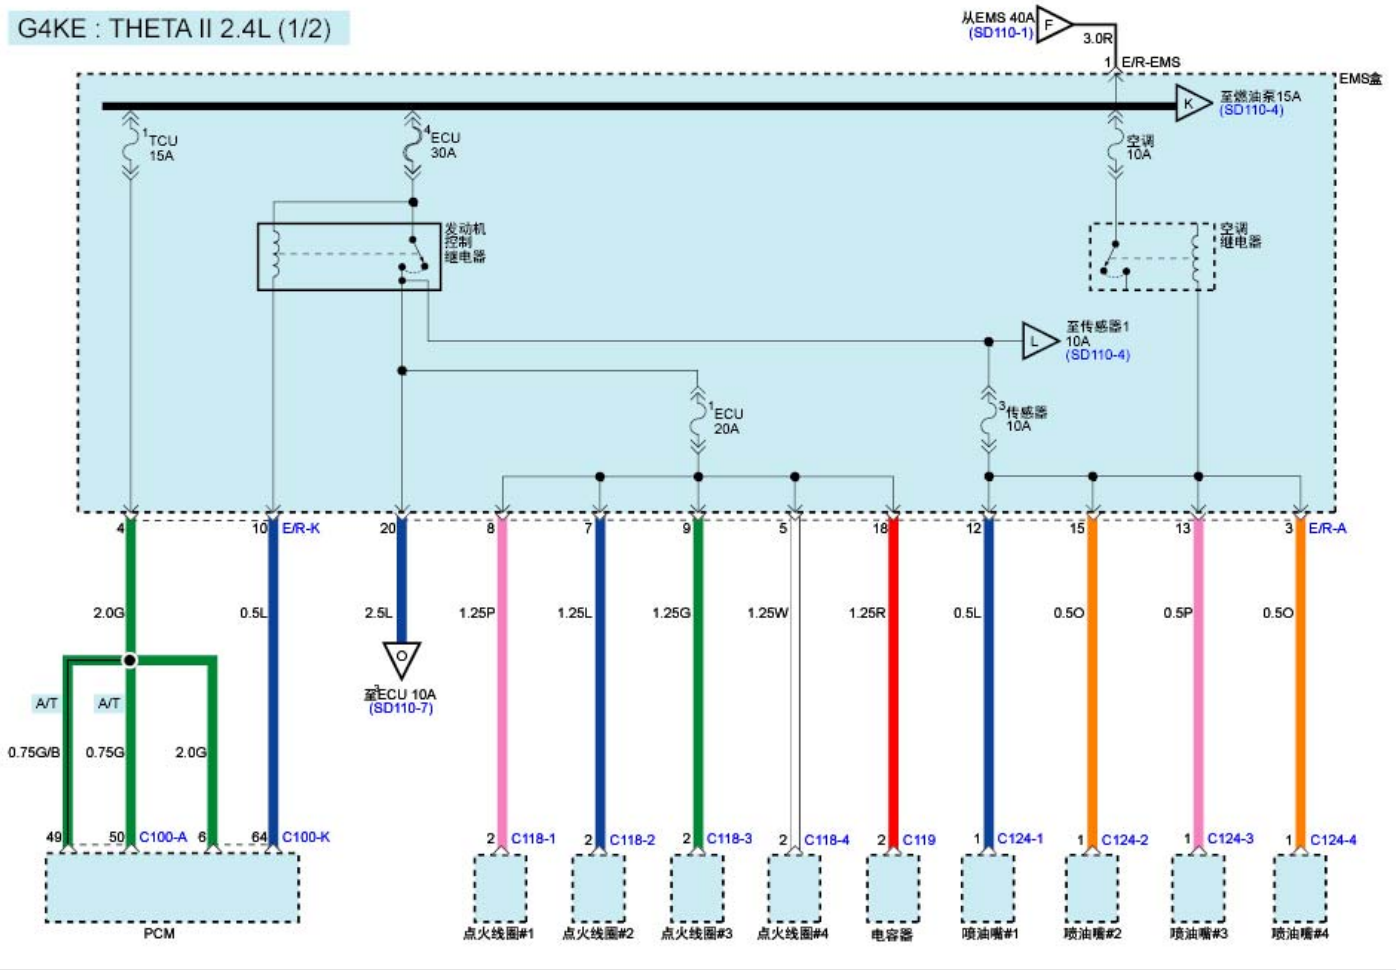 G4KE : THETA II 2.4L (1/2)
从EMS 40A
(SD110-1)
F
3.0R
1
E/R-EMS
EMS盒
K
至燃油泵15A
(SD110-4)
1
TCU
15A
4
ECU
30A
空调
10A
发动机
控制
继电器
空调
继电器
L
至传感器1
10A
(SD110-4)
1
ECU
20A
3
传感器
10A
4
10
E/R-K
20
8
7
9
5
18
12
15
13
3
E/R-A
2.0G
0.5L
2.5L
1.25P
1.25L
1.25G
1.25W
1.25R
0.5L
0.5O
0.5P
0.5O
O
3
至ECU 10A
(SD110-7)
A/T
A/T
0.75G/B
0.75G
2.0G
49
50
C100-A
6
64
C100-K
2
C118-1
2
C118-2
2
C118-3
2
C118-4
2
C119
1
C124-1
1
C124-2
1
C124-3
1
C124-4
PCM
点火线圈#1
点火线圈#2
点火线圈#3
点火线圈#4
电容器
喷油嘴#1
喷油嘴#2
喷油嘴#3
喷油嘴#4